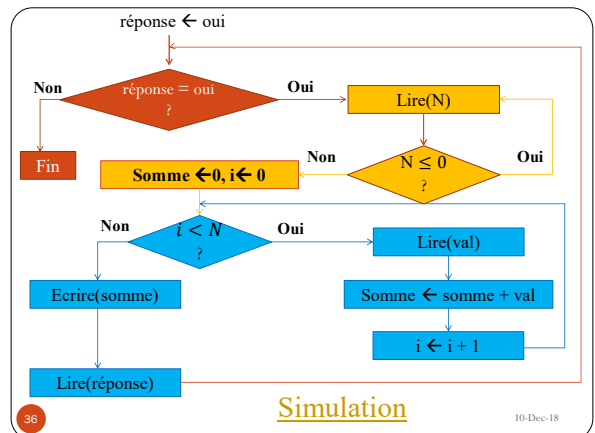 réponse ← oui
Non
réponse = oui
?
Oui
Lire(N)
Fin
Somme ←0, i← 0
Non
N ≤ 0
?
Oui
Non
i < N
?
Oui
Lire(val)
Ecrire(somme)
Somme ← somme + val
i ← i + 1
Lire(réponse)
Simulation
36
10-Dec-18